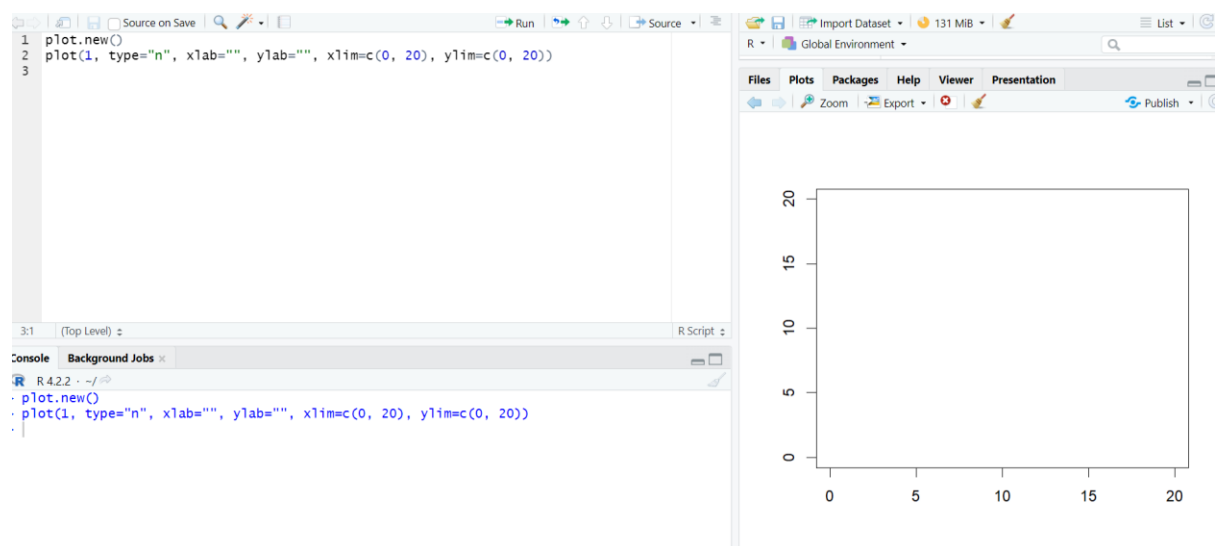 Source on Save Run Source
1 plot.new()
2 plot(1, type="n", xlab="", ylab="", xlim=c(0, 20), ylim=c(0, 20))
3
3:1 (Top Level) R Script
Console Background Jobs
R R 4.2.2 · ~/
plot.new()
plot(1, type="n", xlab="", ylab="", xlim=c(0, 20), ylim=c(0, 20))
Import Dataset 131 MiB List
R Global Environment
Files Plots Packages Help Viewer Presentation
Zoom Export Publish
20
15
10
5
0
0 5 10 15 20